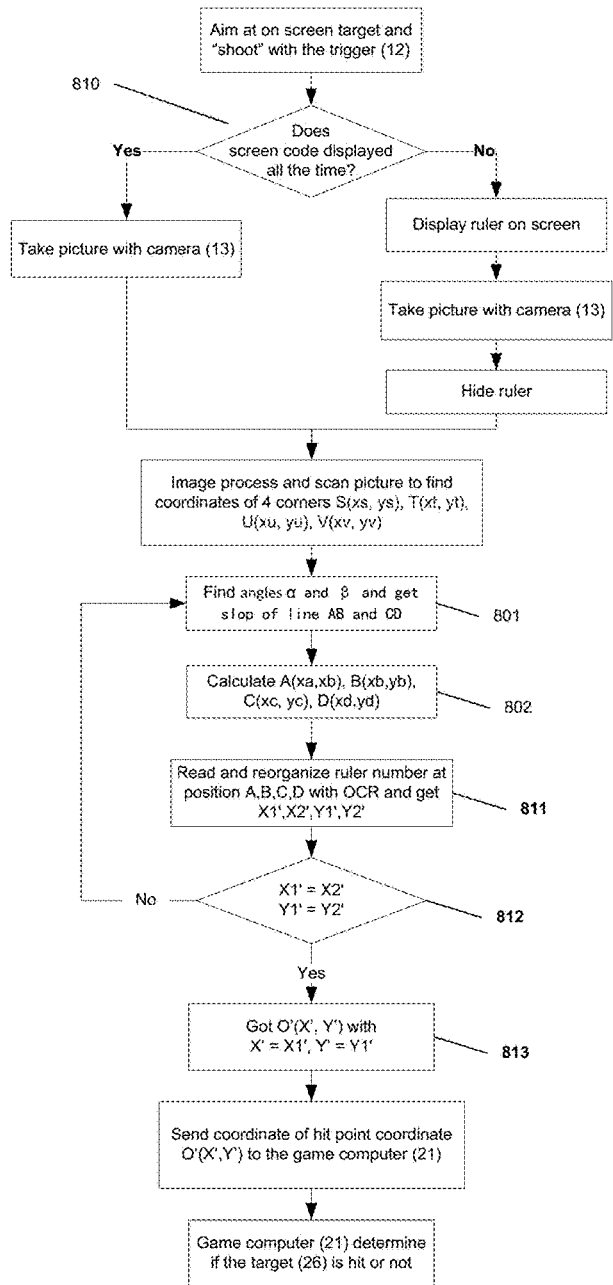 Aim at on screen target and
“shoot” with the trigger (12)
810
Does
screen code displayed
all the time?
Yes
No
Take picture with camera (13)
Display ruler on screen
Take picture with camera (13)
Hide ruler
Image process and scan picture to find
coordinates of 4 corners S(xs, ys), T(xt, yt),
U(xu, yu), V(xv, yv)
Find angles α and β and get
slop of line AB and CD
801
Calculate A(xa,xb), B(xb,yb),
C(xc, yc), D(xd,yd)
802
Read and reorganize ruler number at
position A,B,C,D with OCR and get
X1',X2',Y1',Y2'
811
X1' = X2'
Y1' = Y2'
No
812
Yes
Got O'(X', Y') with
X' = X1', Y' = Y1'
813
Send coordinate of hit point coordinate
O'(X',Y') to the game computer (21)
Game computer (21) determine
if the target (26) is hit or not